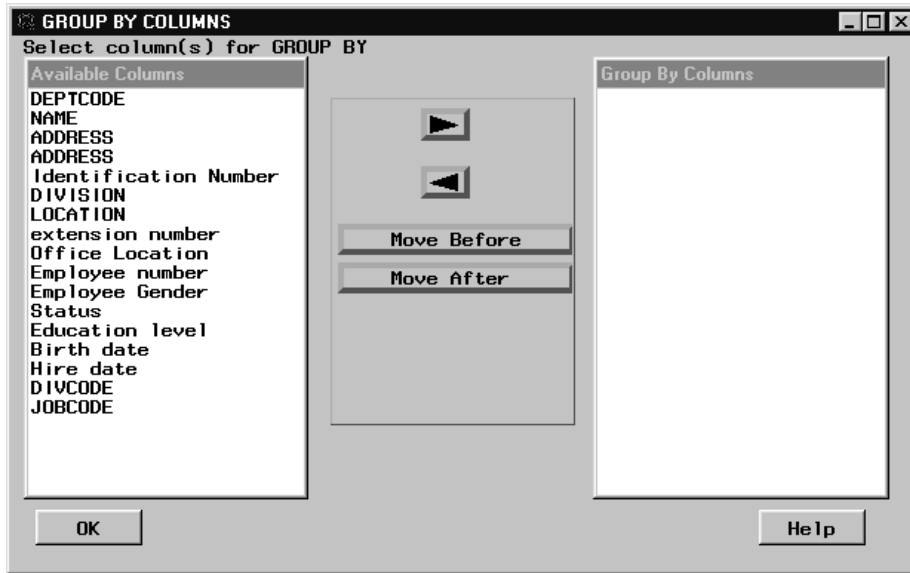 GROUP BY COLUMNS
Select column(s) for GROUP BY
Available Columns
DEPTCODE
NAME
ADDRESS
ADDRESS
Identification Number
DIVISION
LOCATION
extension number
Office Location
Employee number
Employee Gender
Status
Education level
Birth date
Hire date
DIVCODE
JOBCODE
Move Before
Move After
Group By Columns
OK
Help